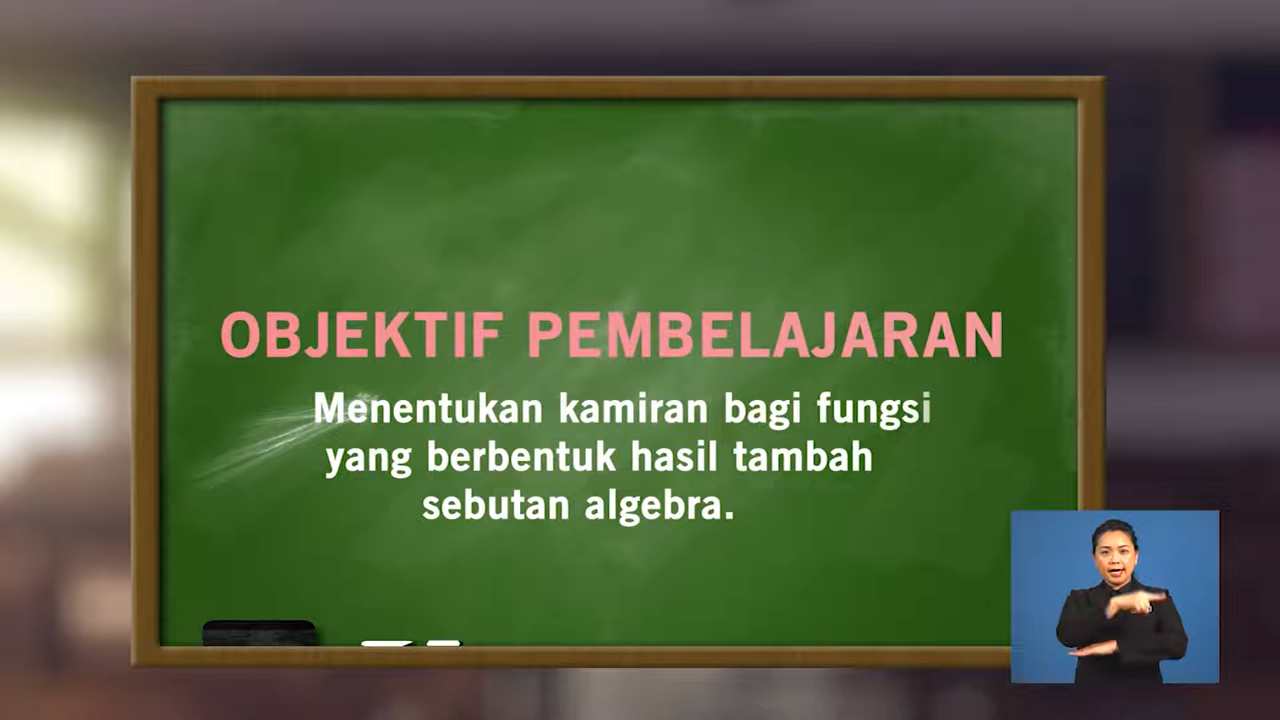 OBJEKTIF PEMBELAJARAN
Menentukan kamiran bagi fungsi
yang berbentuk hasil tambah
sebutan algebra.